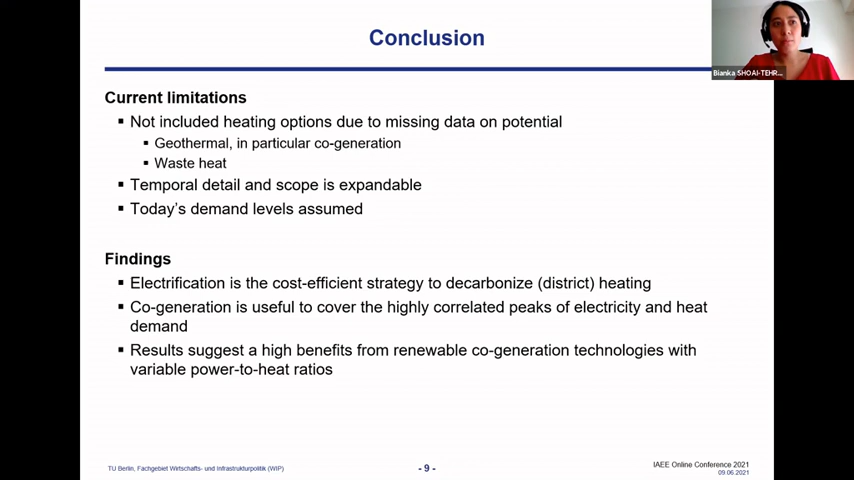 Conclusion
Bianka SHOAI-TEHR...
Current limitations
▪ Not included heating options due to missing data on potential
▪ Geothermal, in particular co-generation
▪ Waste heat
▪ Temporal detail and scope is expandable
▪ Today's demand levels assumed
Findings
▪ Electrification is the cost-efficient strategy to decarbonize (district) heating
▪ Co-generation is useful to cover the highly correlated peaks of electricity and heat
demand
▪ Results suggest a high benefits from renewable co-generation technologies with
variable power-to-heat ratios
TU Berlin, Fachgebiet Wirtschafts- und Infrastrukturpolitik (WIP)
- 9 -
IAEE Online Conference 2021
09.06.2021